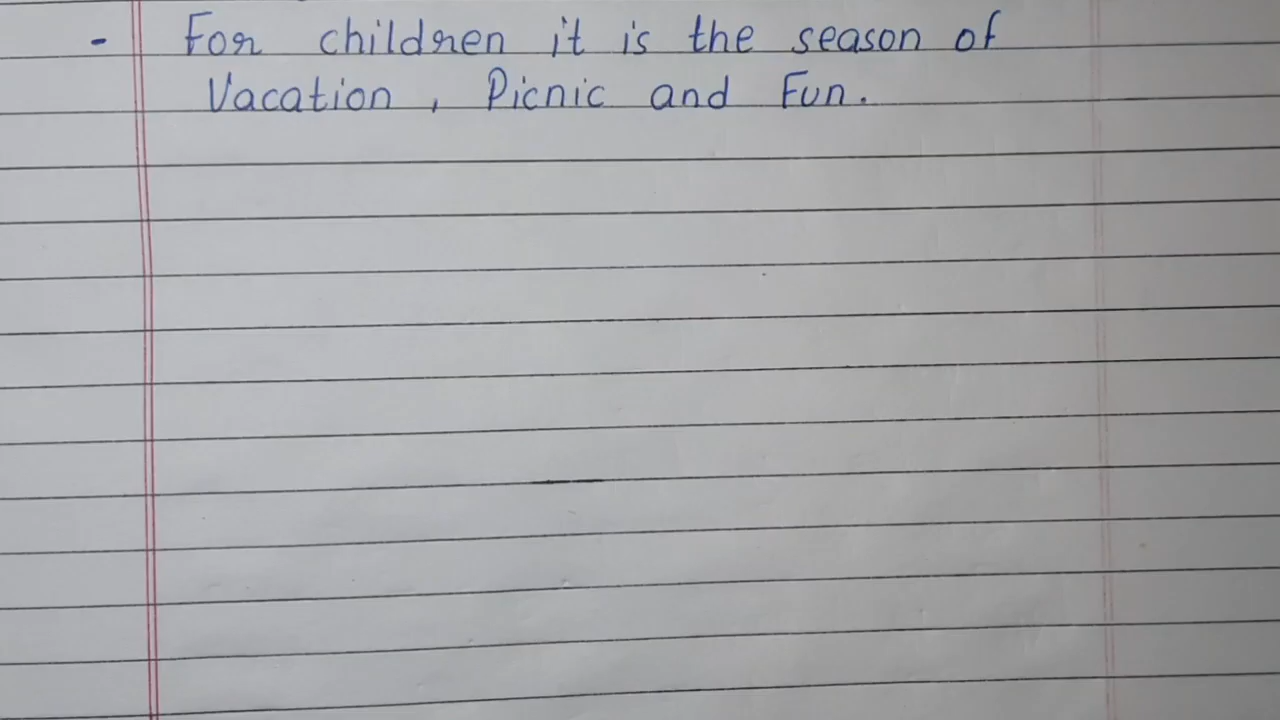 - For children it is the season of
Vacation, Picnic and Fun.